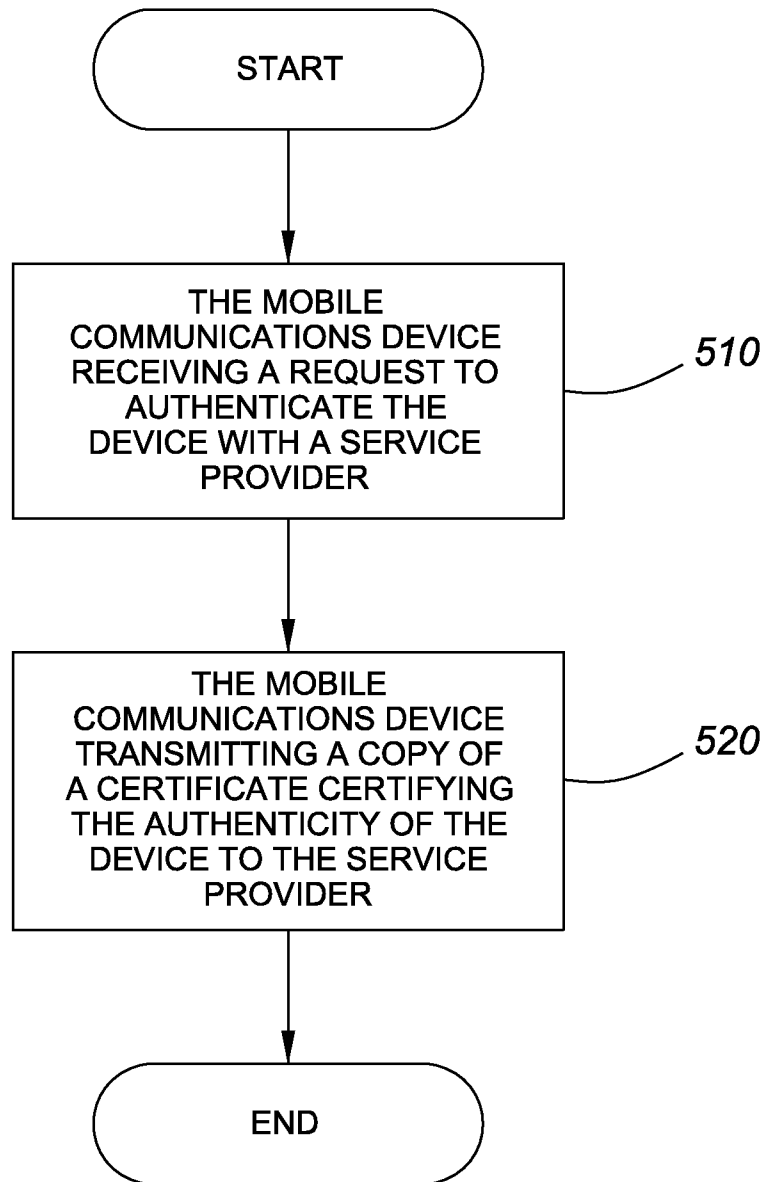 START
THE MOBILE
COMMUNICATIONS DEVICE
RECEIVING A REQUEST TO
AUTHENTICATE THE
DEVICE WITH A SERVICE
PROVIDER
510
THE MOBILE
COMMUNICATIONS DEVICE
TRANSMITTING A COPY OF
A CERTIFICATE CERTIFYING
THE AUTHENTICITY OF THE
DEVICE TO THE SERVICE
PROVIDER
520
END